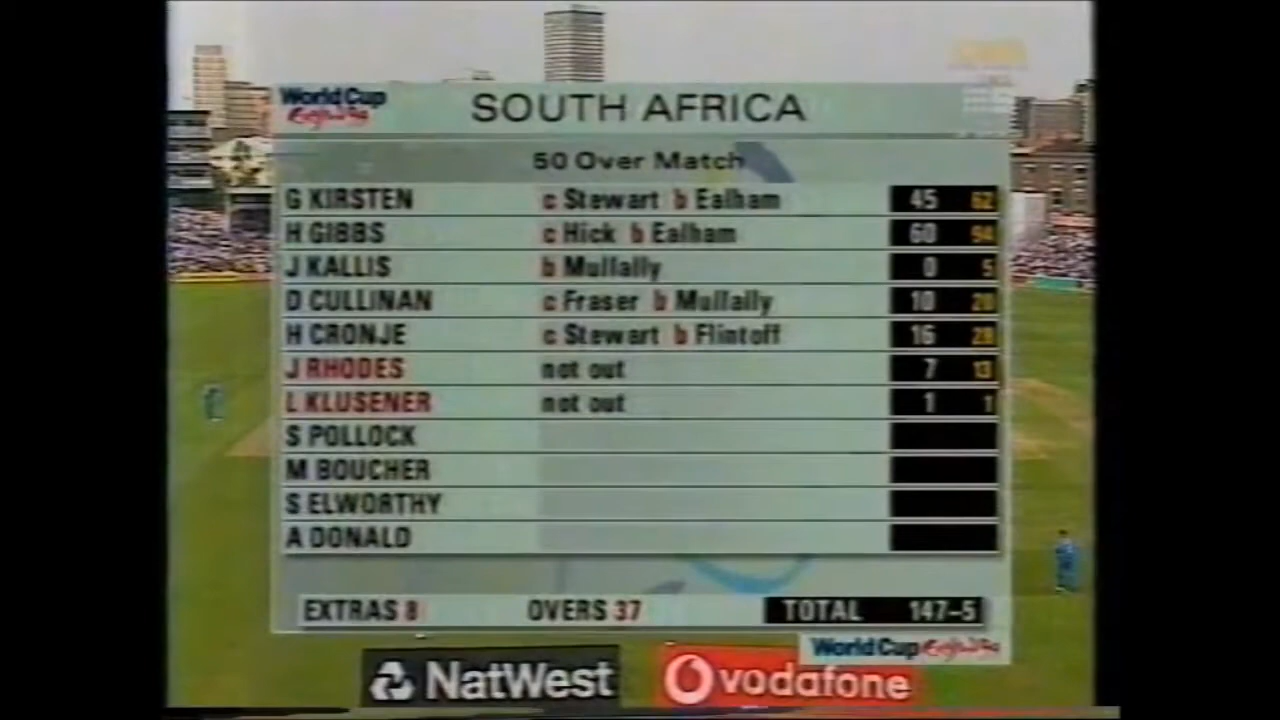 World Cup England
SOUTH AFRICA
50 Over Match
G KIRSTEN c Stewart b Ealham 45 62
H GIBBS c Hick b Ealham 60 94
J KALLIS b Mullally 0 5
D CULLINAN c Fraser b Mullally 10 20
H CRONJE c Stewart b Flintoff 16 28
J RHODES not out 7 13
L KLUSENER not out 1 1
S POLLOCK
M BOUCHER
S ELWORTHY
A DONALD
EXTRAS 8 OVERS 37 TOTAL 147-5
World Cup England
NatWest vodafone